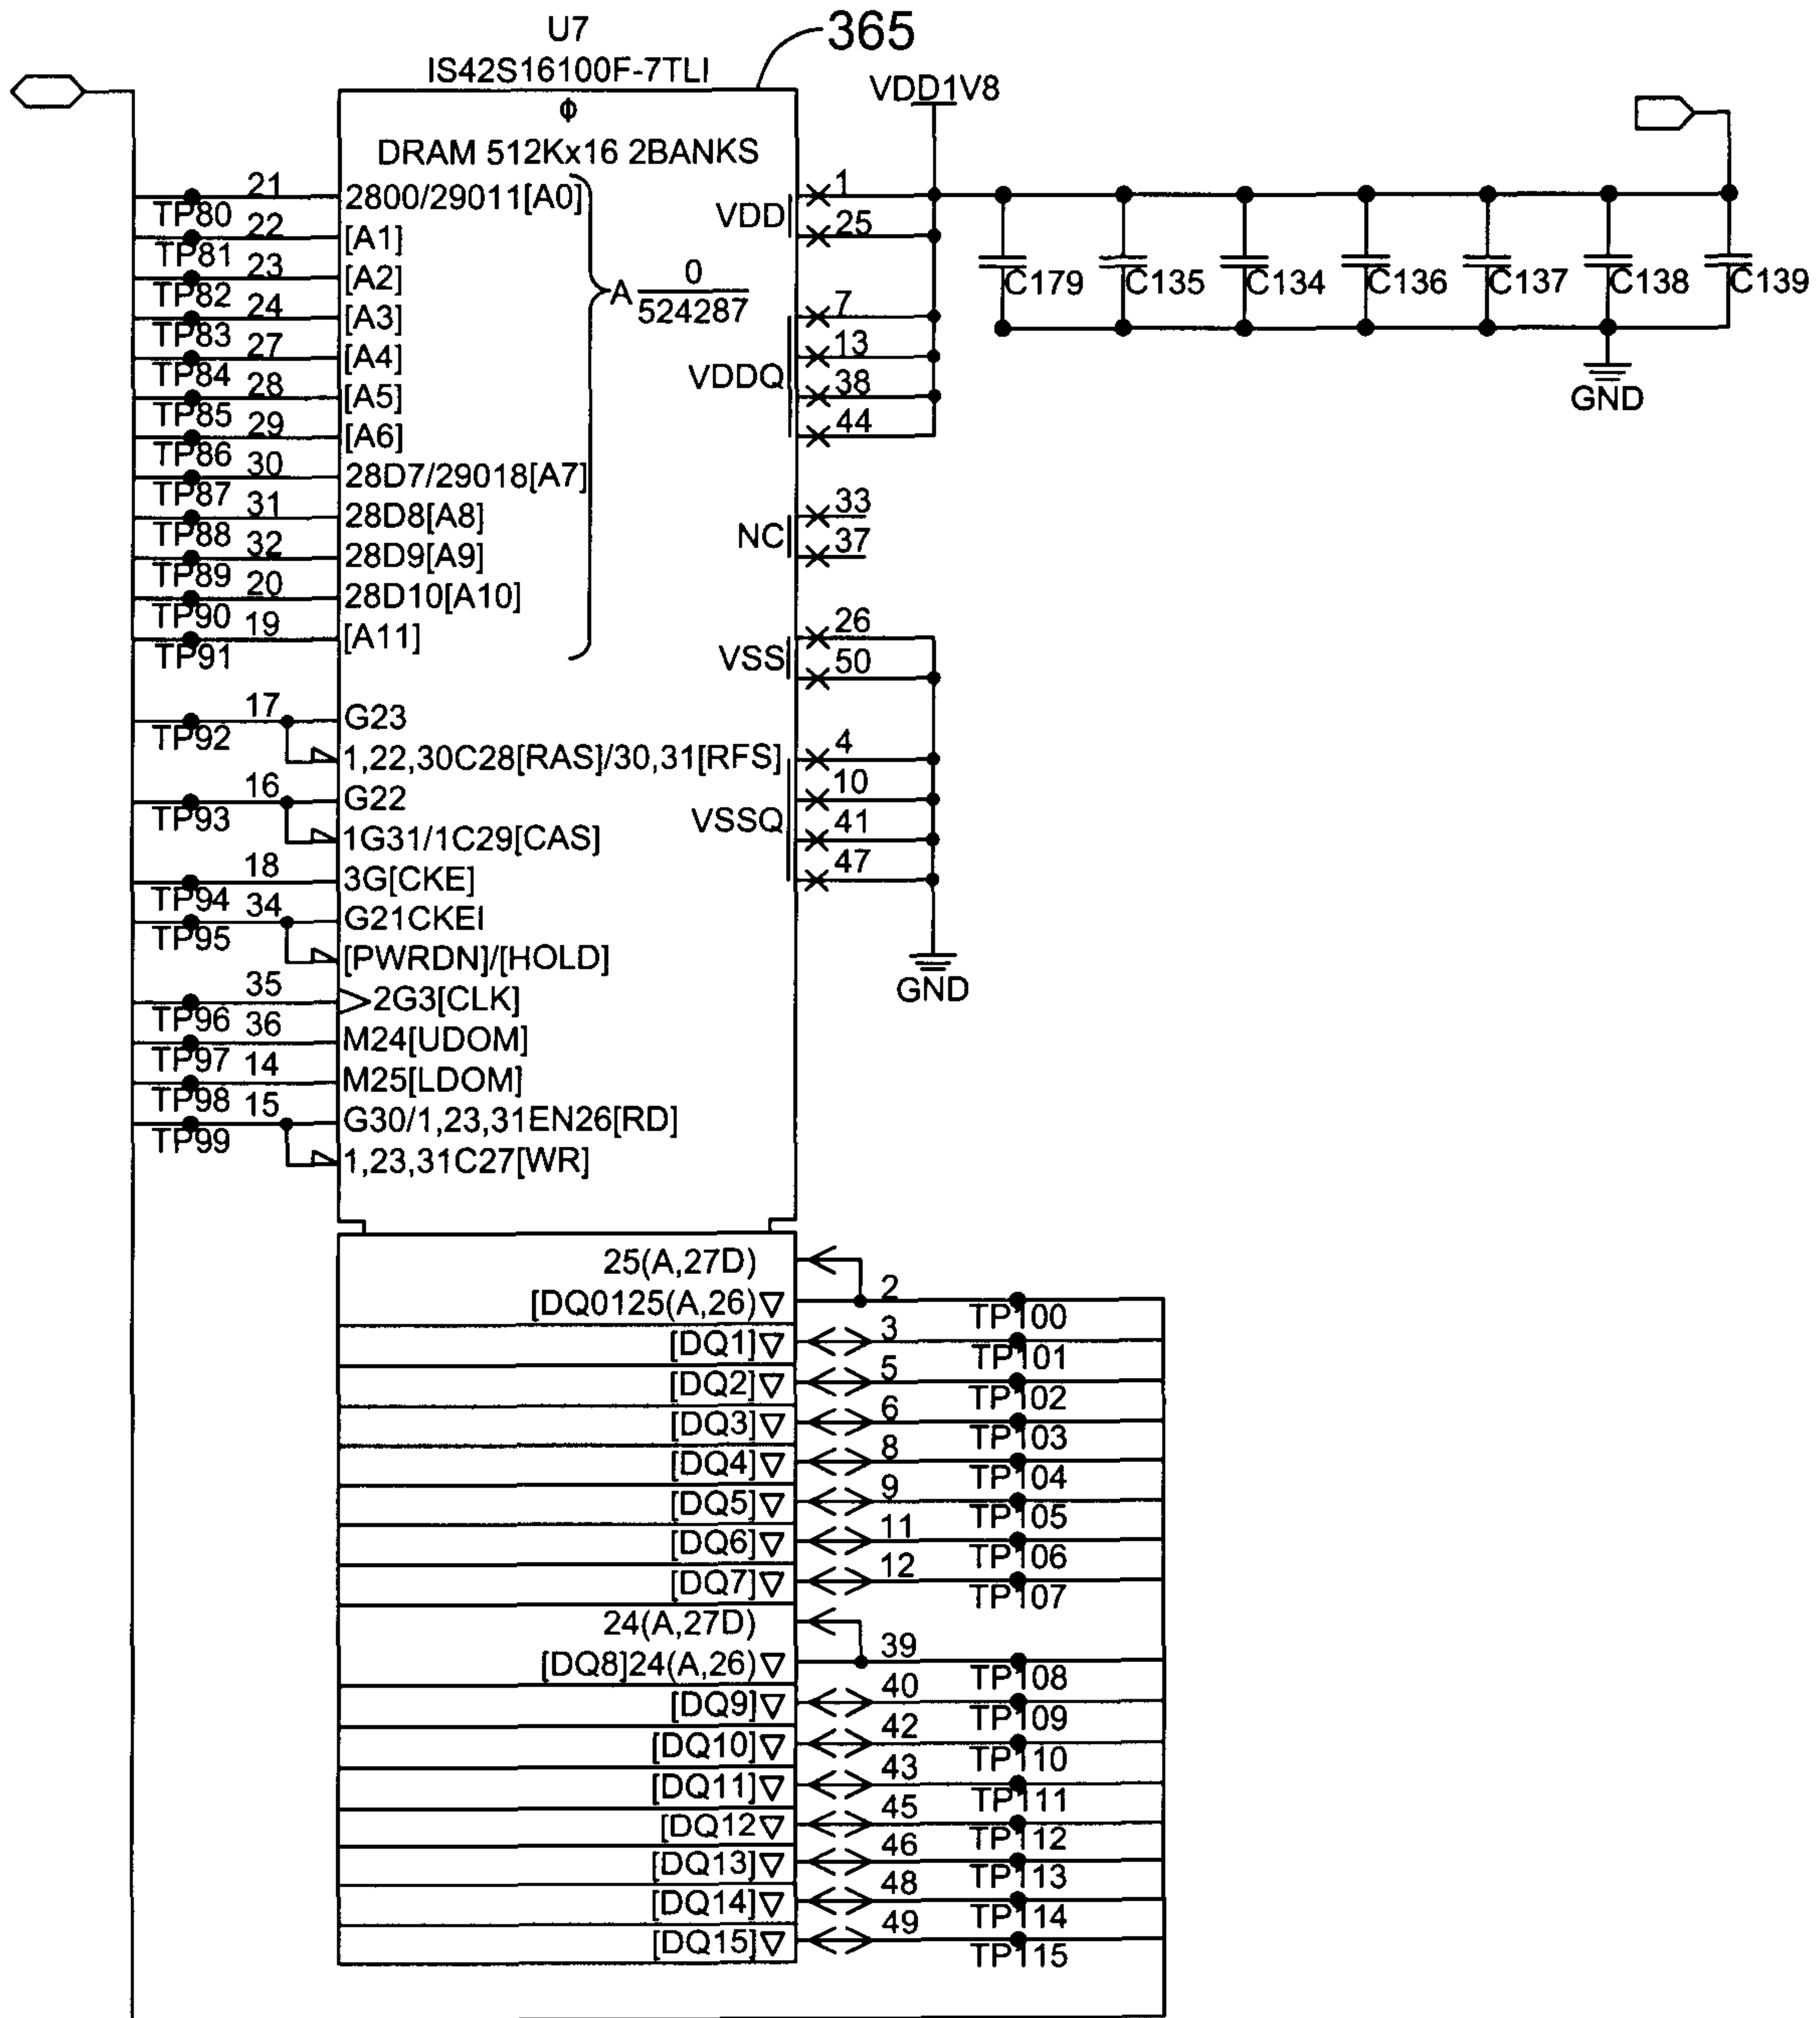 U7
365
IS42S16100F-7TLI
VDD1V8
ϕ
DRAM 512Kx16 2BANKS
21 2800/29011[A0]
TP80
22 [A1]
TP81
23 [A2]
TP82
24 [A3]
TP83
27 [A4]
TP84
28 [A5]
TP85
29 [A6]
TP86
30 28D7/29018[A7]
TP87
31 28D8[A8]
TP88
32 28D9[A9]
TP89
20 28D10[A10]
TP90
19 [A11]
TP91
A 0
524287
17 G23
TP92
1,22,30C28[RAS]/30,31[RFS]
16 G22
TP93
1G31/1C29[CAS]
18 3G[CKE]
TP94
34 G21CKEI
TP95
[PWRDN]/[HOLD]
35 2G3[CLK]
TP96
36 M24[UDOM]
TP97
14 M25[LDOM]
TP98
15 G30/1,23,31EN26[RD]
TP99
1,23,31C27[WR]
VDD
1
25
VDDQ
7
13
38
44
NC
33
37
VSS
26
50
VSSQ
4
10
41
47
GND
C179 C135 C134 C136 C137 C138 C139
GND
25(A,27D)
[DQ0125(A,26) 2
TP100
[DQ1] 3
TP101
[DQ2] 5
TP102
[DQ3] 6
TP103
[DQ4] 8
TP104
[DQ5] 9
TP105
[DQ6] 11
TP106
[DQ7] 12
TP107
24(A,27D)
[DQ8]24(A,26) 39
TP108
[DQ9] 40
TP109
[DQ10] 42
TP110
[DQ11] 43
TP111
[DQ12 45
TP112
[DQ13] 46
TP113
[DQ14] 48
TP114
[DQ15] 49
TP115